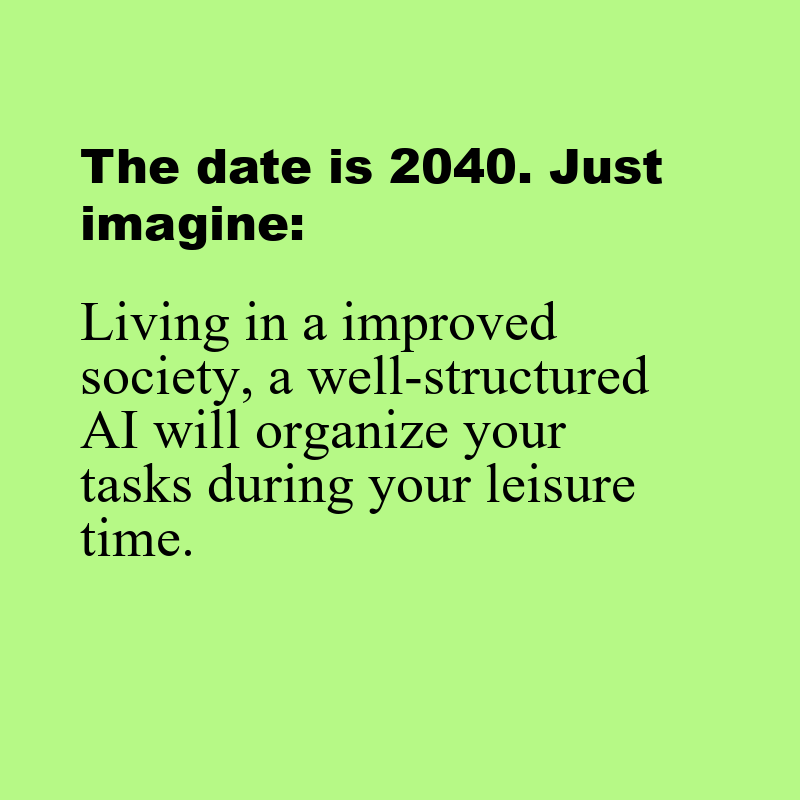 The date is 2040. Just
imagine:
Living in a improved
society, a well-structured
AI will organize your
tasks during your leisure
time.